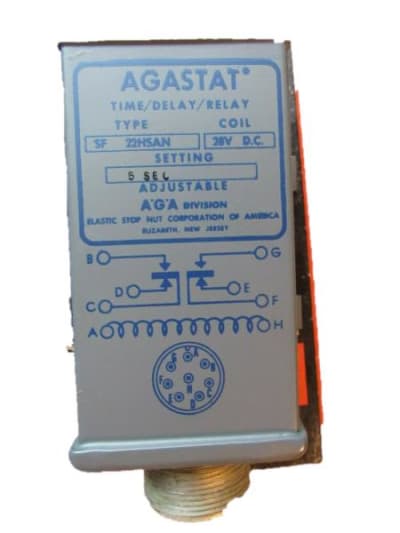 AGASTAT®
TIME/DELAY/RELAY
TYPE COIL
SF 22HSAN 28V D.C.
SETTING
5 SEC
ADJUSTABLE
A'G'A DIVISION
ELASTIC STOP NUT CORPORATION OF AMERICA
ELIZABETH, NEW JERSEY
B G
D E
C F
A H